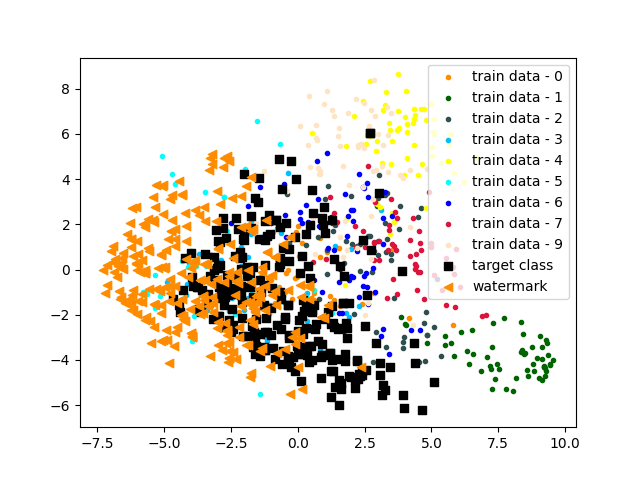 8
6
4
2
0
−2
−4
−6
−7.5 −5.0 −2.5 0.0 2.5 5.0 7.5 10.0
train data - 0
train data - 1
train data - 2
train data - 3
train data - 4
train data - 5
train data - 6
train data - 7
train data - 9
target class
watermark